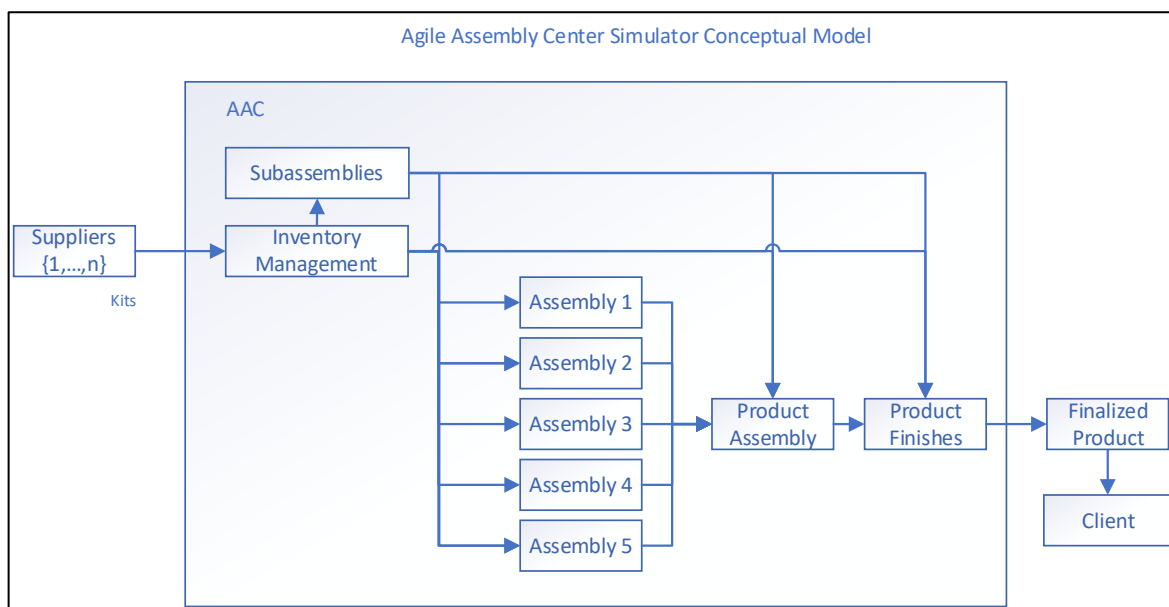 Agile Assembly Center Simulator Conceptual Model
AAC
Subassemblies
Suppliers
{1,...,n}
Kits
Inventory
Management
Assembly 1
Assembly 2
Assembly 3
Assembly 4
Assembly 5
Product
Assembly
Product
Finishes
Finalized
Product
Client